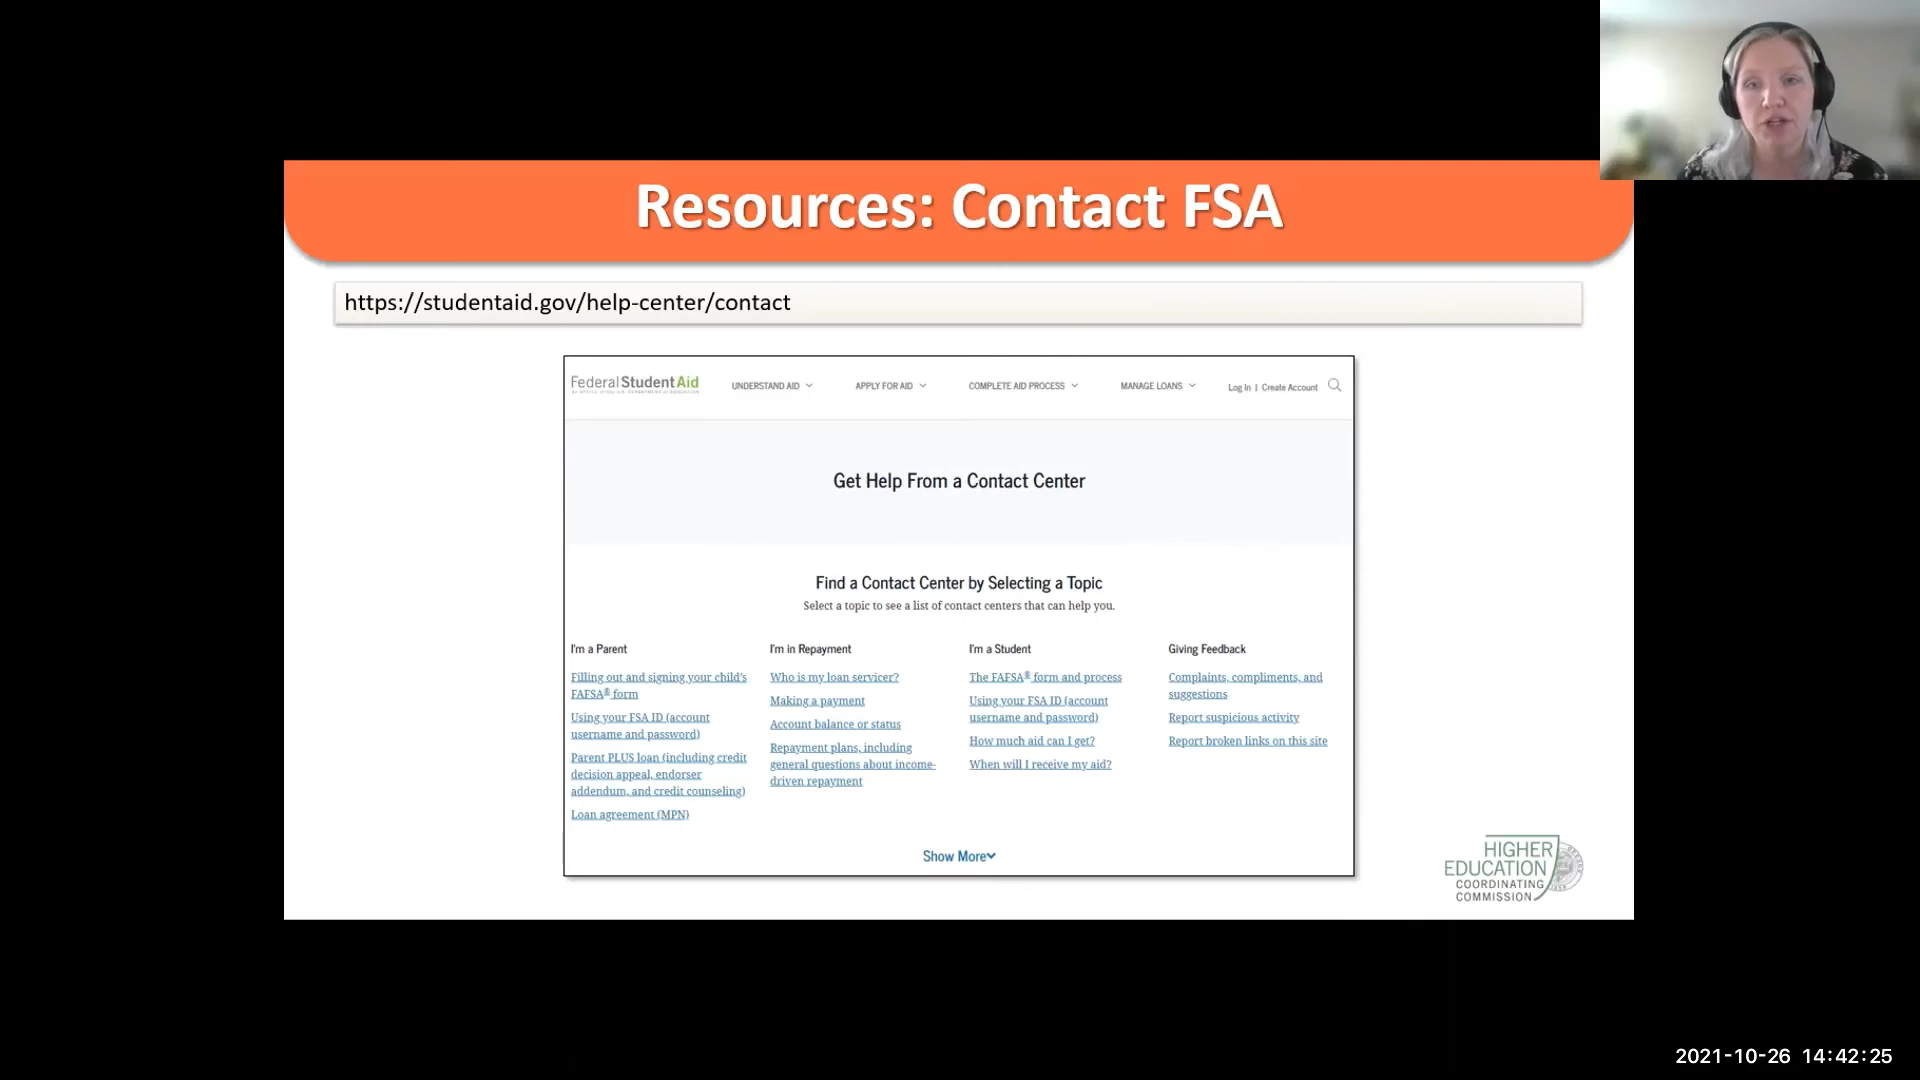 Resources: Contact FSA
https://studentaid.gov/help-center/contact
Federal Student Aid
UNDERSTAND AID
APPLY FOR AID
COMPLETE AID PROCESS
MANAGE LOANS
Log In | Create Account
Get Help From a Contact Center
Find a Contact Center by Selecting a Topic
Select a topic to see a list of contact centers that can help you.
I'm a Parent
Filling out and signing your child's
FAFSA® form
Using your FSA ID (account
username and password)
Parent PLUS loan (including credit
decision appeal, endorser
addendum, and credit counseling)
Loan agreement (MPN)
I'm in Repayment
Who is my loan servicer?
Making a payment
Account balance or status
Repayment plans, including
general questions about income-
driven repayment
I'm a Student
The FAFSA® form and process
Using your FSA ID (account
username and password)
How much aid can I get?
When will I receive my aid?
Giving Feedback
Complaints, compliments, and
suggestions
Report suspicious activity
Report broken links on this site
Show More
HIGHER
EDUCATION
COORDINATING
COMMISSION
2021-10-26 14:42:25